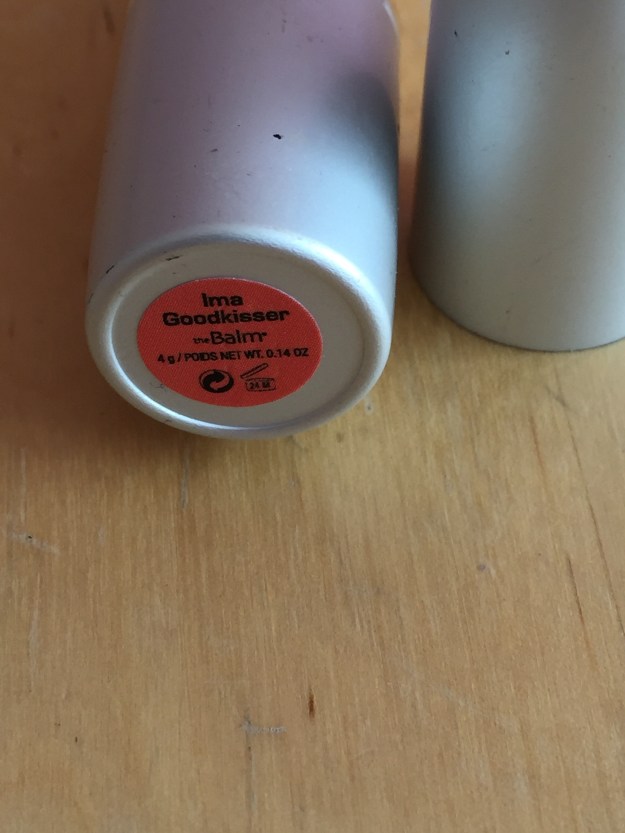 Ima
Goodkisser
theBalm
4 g / POIDS NET WT. 0.14 OZ
24 M